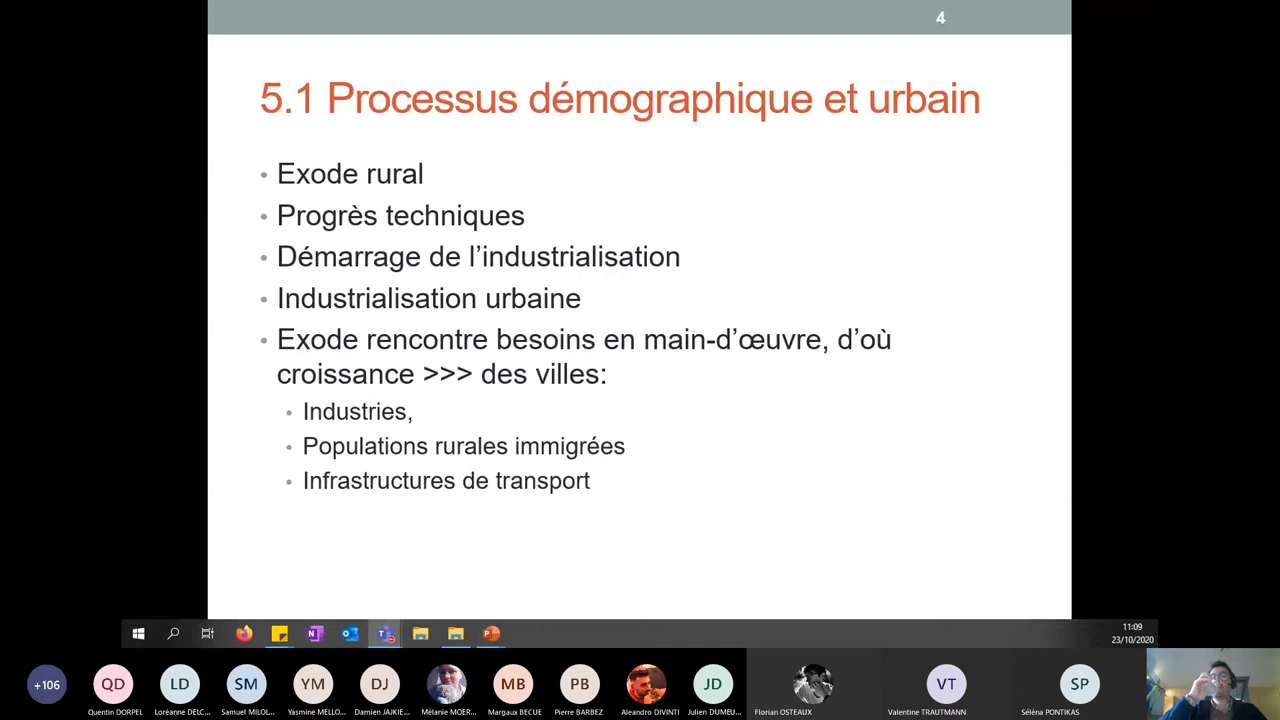 4
5.1 Processus démographique et urbain
• Exode rural
• Progrès techniques
• Démarrage de l’industrialisation
• Industrialisation urbaine
• Exode rencontre besoins en main-d’œuvre, d’où
croissance >>> des villes:
• Industries,
• Populations rurales immigrées
• Infrastructures de transport
11:09
23/10/2020
+106
QD
LD
SM
YM
DJ
MB
PB
JD
VT
SP
Quentin DORPEL
Loréanne DELC...
Samuel MILOL...
Yasmine MELLO...
Damien JAJKIE...
Mélanie MOER...
Margaux BECUE
Pierre BARBEZ
Aleandro DIVINTI
Julien DUMEU...
Florian OSTEAUX
Valentine TRAUTMANN
Séléna PONTIKAS